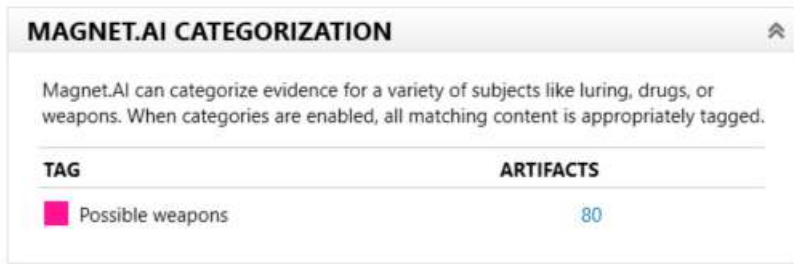 MAGNET.AI CATEGORIZATION
Magnet.AI can categorize evidence for a variety of subjects like luring, drugs, or
weapons. When categories are enabled, all matching content is appropriately tagged.
TAG ARTIFACTS
Possible weapons 80